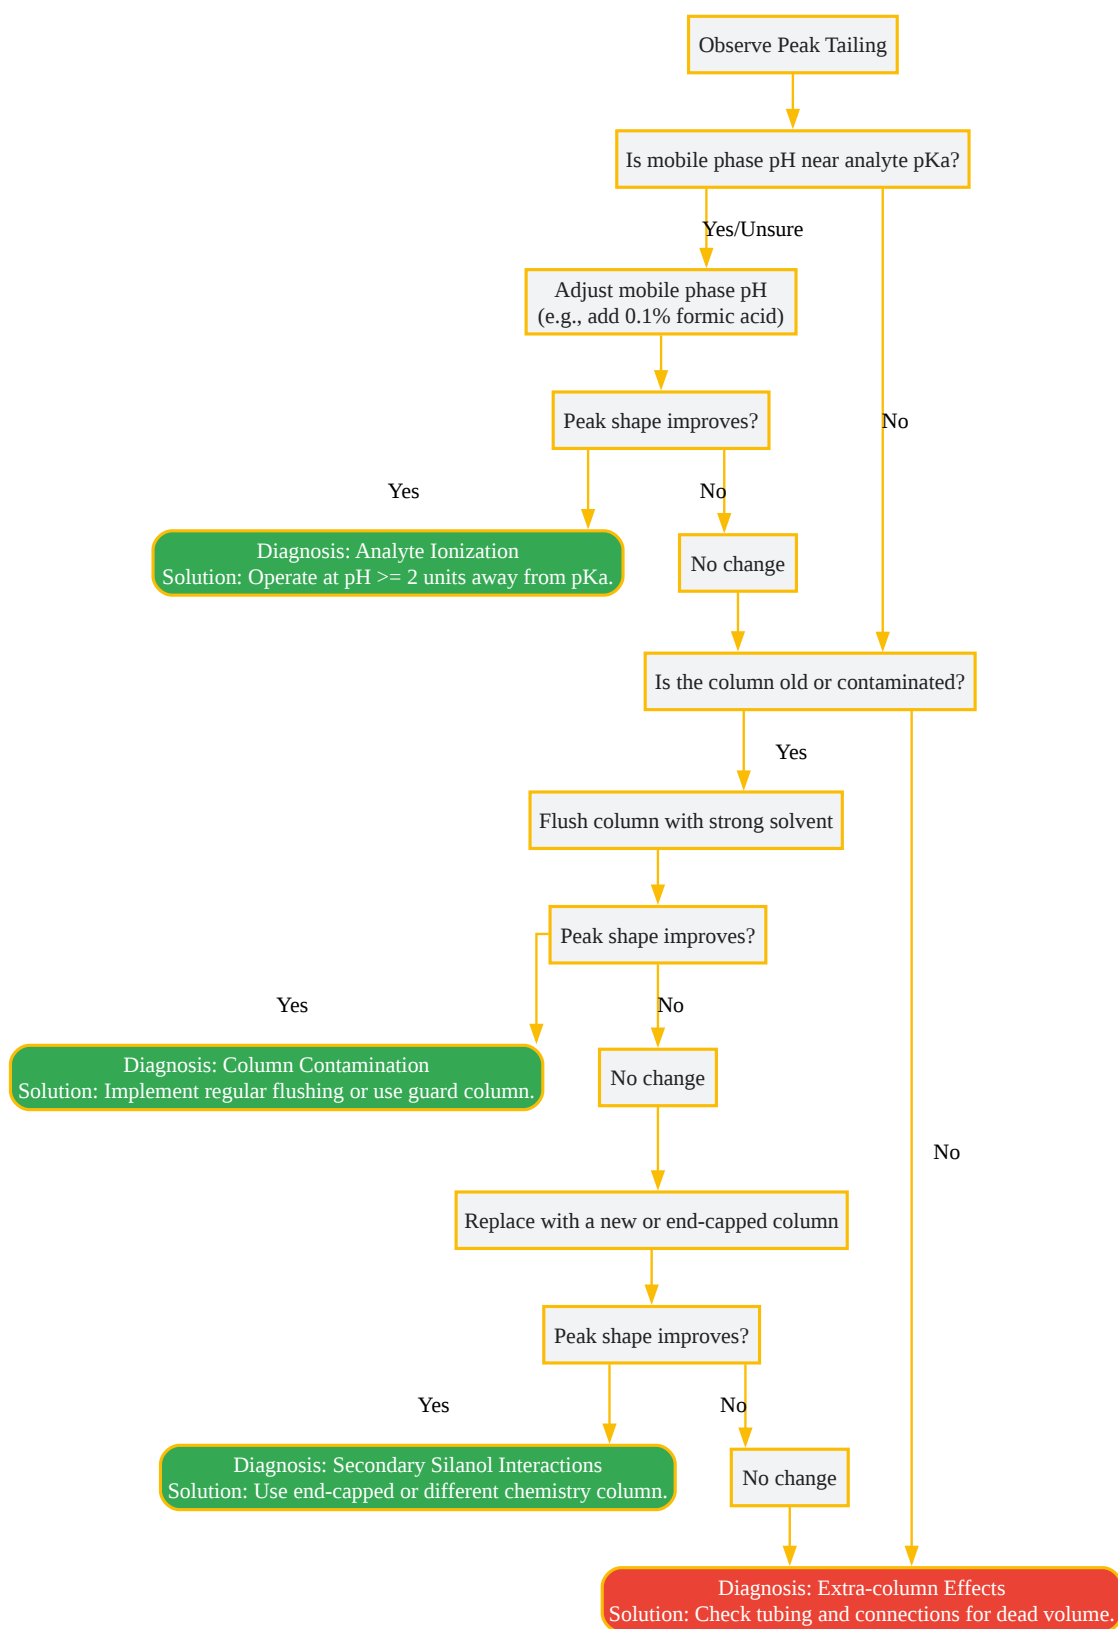 Observe Peak Tailing
Is mobile phase pH near analyte pKa?
Yes/Unsure
Adjust mobile phase pH
(e.g., add 0.1% formic acid)
Peak shape improves?
No
Yes
No
Diagnosis: Analyte Ionization
Solution: Operate at pH >= 2 units away from pKa.
No change
Is the column old or contaminated?
Yes
Flush column with strong solvent
Peak shape improves?
Yes
No
Diagnosis: Column Contamination
Solution: Implement regular flushing or use guard column.
No change
No
Replace with a new or end-capped column
Peak shape improves?
Yes
No
Diagnosis: Secondary Silanol Interactions
Solution: Use end-capped or different chemistry column.
No change
Diagnosis: Extra-column Effects
Solution: Check tubing and connections for dead volume.